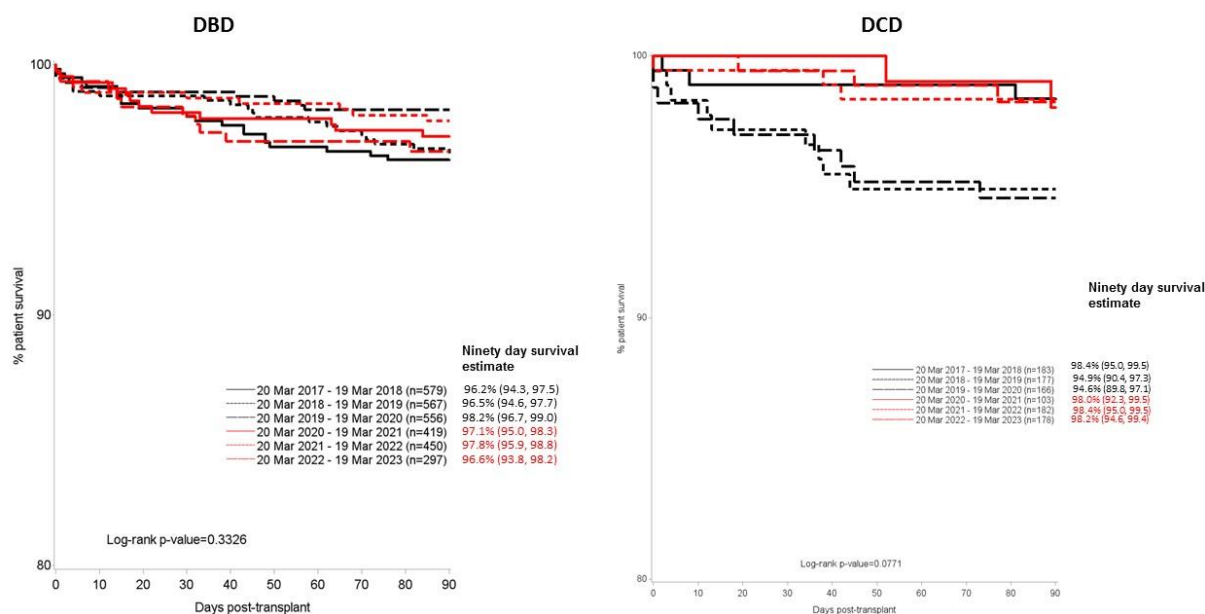 DBD
100
90
80
% patient survival
0 10 20 30 40 50 60 70 80 90
Days post-transplant
Ninety day survival
estimate
20 Mar 2017 - 19 Mar 2018 (n=579) 96.2% (94.3, 97.5)
20 Mar 2018 - 19 Mar 2019 (n=567) 96.5% (94.6, 97.7)
20 Mar 2019 - 19 Mar 2020 (n=556) 98.2% (96.7, 99.0)
20 Mar 2020 - 19 Mar 2021 (n=419) 97.1% (95.0, 98.3)
20 Mar 2021 - 19 Mar 2022 (n=450) 97.8% (95.9, 98.8)
20 Mar 2022 - 19 Mar 2023 (n=297) 96.6% (93.8, 98.2)
Log-rank p-value=0.3326
DCD
100
90
80
% patient survival
0 10 20 30 40 50 60 70 80 90
Days post-transplant
Ninety day survival
estimate
20 Mar 2017 - 19 Mar 2018 (n=183) 98.4% (95.0, 99.5)
20 Mar 2018 - 19 Mar 2019 (n=177) 94.9% (90.4, 97.3)
20 Mar 2019 - 19 Mar 2020 (n=166) 94.6% (89.8, 97.1)
20 Mar 2020 - 19 Mar 2021 (n=103) 98.0% (92.3, 99.5)
20 Mar 2021 - 19 Mar 2022 (n=182) 98.4% (95.0, 99.5)
20 Mar 2022 - 19 Mar 2023 (n=178) 98.2% (94.6, 99.4)
Log-rank p-value=0.0771